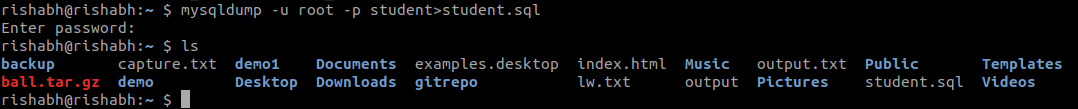 rishabh@rishabh:~ $ mysqldump -u root -p student>student.sql
Enter password:
rishabh@rishabh:~ $ ls
backup capture.txt demo1 Documents examples.desktop index.html Music output.txt Public Templates
ball.tar.gz demo Desktop Downloads gitrepo lw.txt output Pictures student.sql Videos
rishabh@rishabh:~ $